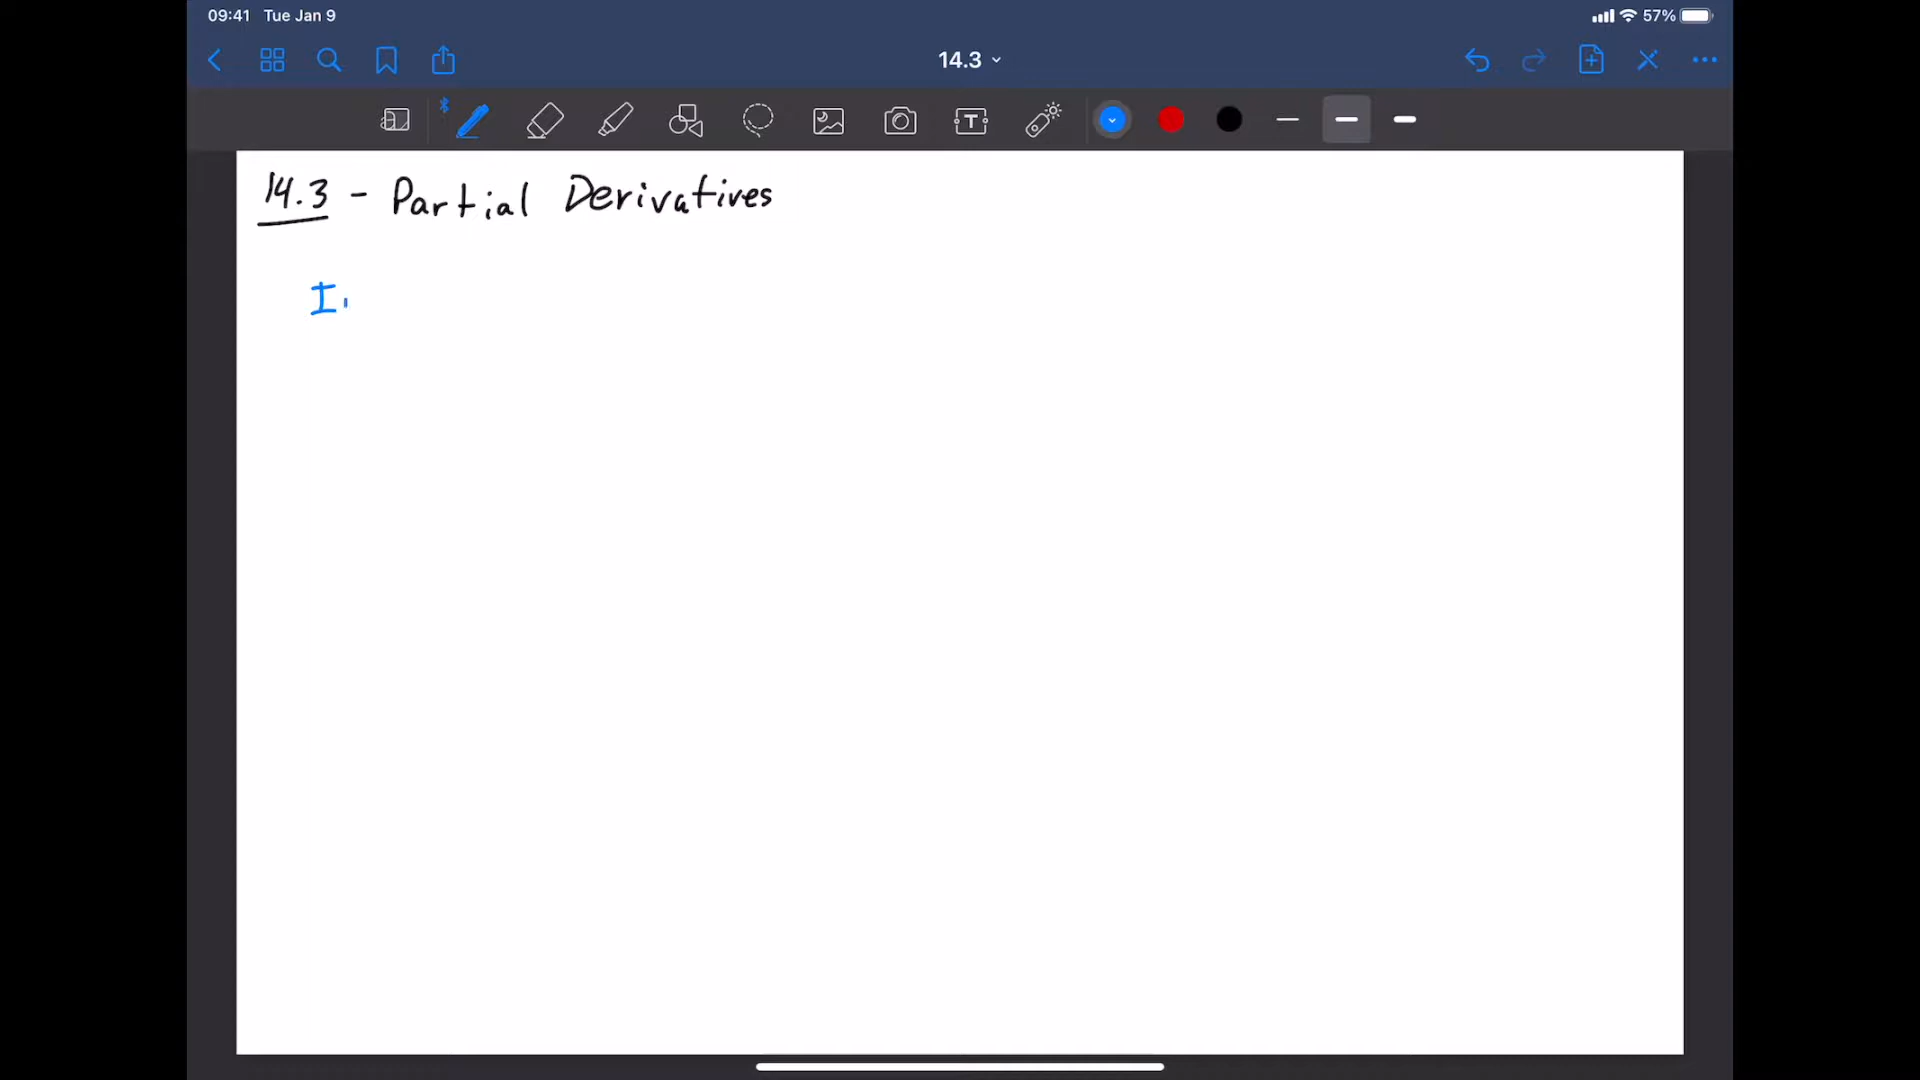 09:41 Tue Jan 9 57%
14.3
T
14.3 - Partial Derivatives
I